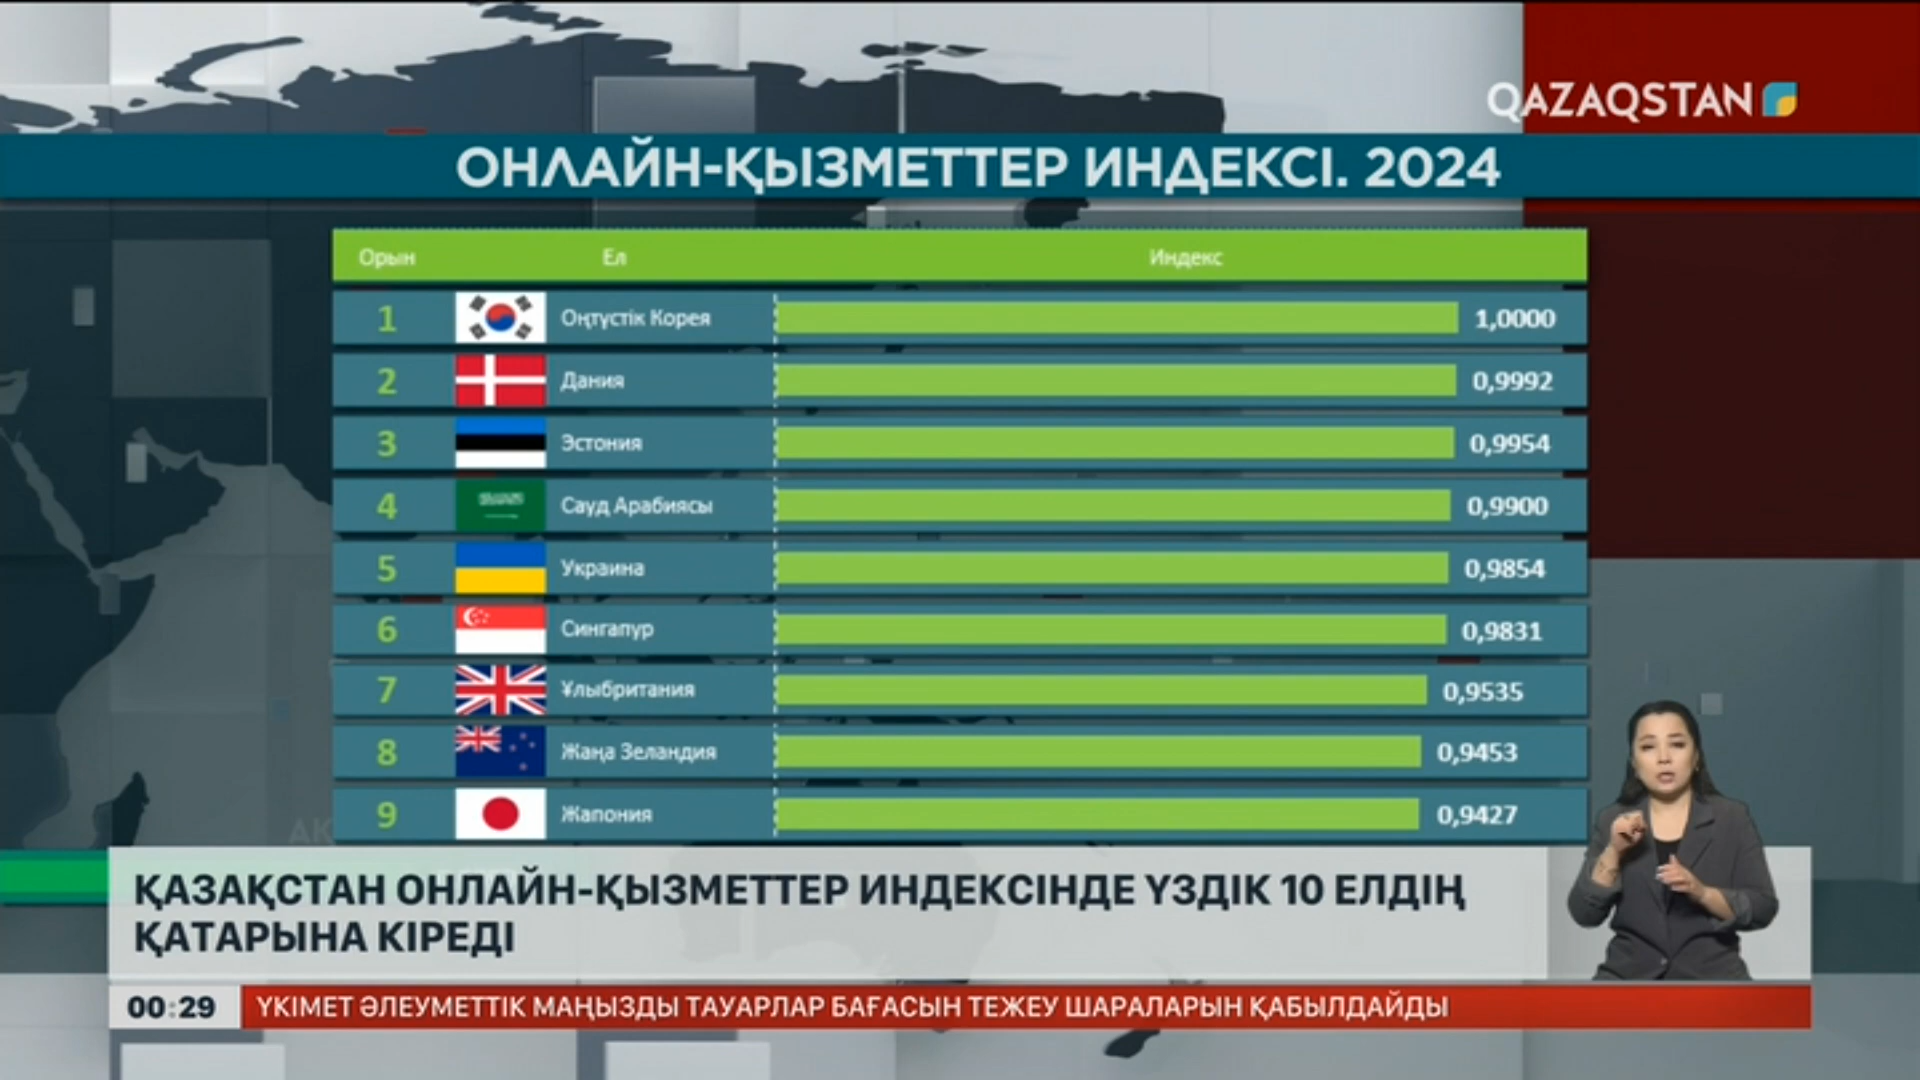 QAZAQSTAN
ОНЛАЙН-ҚЫЗМЕТТЕР ИНДЕКСІ. 2024
Орын Ел Индекс
1 Оңтүстік Корея 1,0000
2 Дания 0,9992
3 Эстония 0,9954
4 Сауд Арабиясы 0,9900
5 Украина 0,9854
6 Сингапур 0,9831
7 Ұлыбритания 0,9535
8 Жаңа Зеландия 0,9453
9 Жапония 0,9427
ҚАЗАҚСТАН ОНЛАЙН-ҚЫЗМЕТТЕР ИНДЕКСІНДЕ ҮЗДІК 10 ЕЛДІҢ
ҚАТАРЫНА КІРЕДІ
00:29 ҮКІМЕТ ӘЛЕУМЕТТІК МАҢЫЗДЫ ТАУАРЛАР БАҒАСЫН ТЕЖЕУ ШАРАЛАРЫН ҚАБЫЛДАЙДЫ